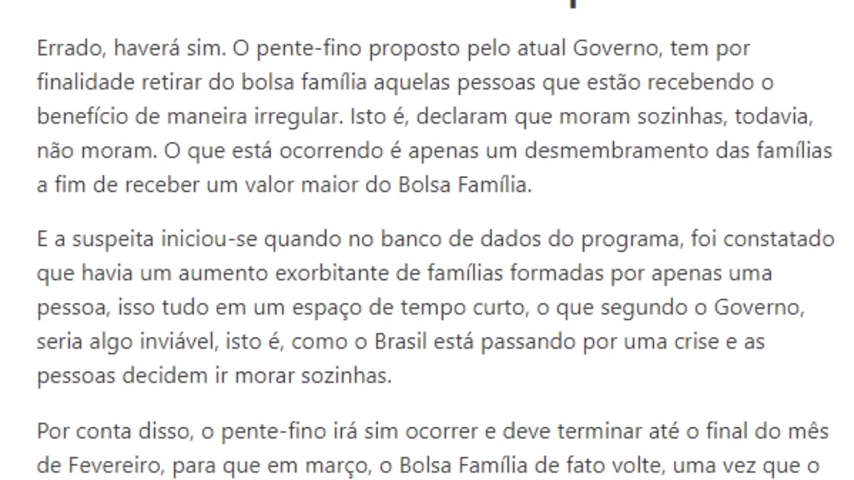 Errado, haverá sim. O pente-fino proposto pelo atual Governo, tem por
finalidade retirar do bolsa família aquelas pessoas que estão recebendo o
benefício de maneira irregular. Isto é, declaram que moram sozinhas, todavia,
não moram. O que está ocorrendo é apenas um desmembramento das famílias
a fim de receber um valor maior do Bolsa Família.
E a suspeita iniciou-se quando no banco de dados do programa, foi constatado
que havia um aumento exorbitante de famílias formadas por apenas uma
pessoa, isso tudo em um espaço de tempo curto, o que segundo o Governo,
seria algo inviável, isto é, como o Brasil está passando por uma crise e as
pessoas decidem ir morar sozinhas.
Por conta disso, o pente-fino irá sim ocorrer e deve terminar até o final do mês
de Fevereiro, para que em março, o Bolsa Família de fato volte, uma vez que o